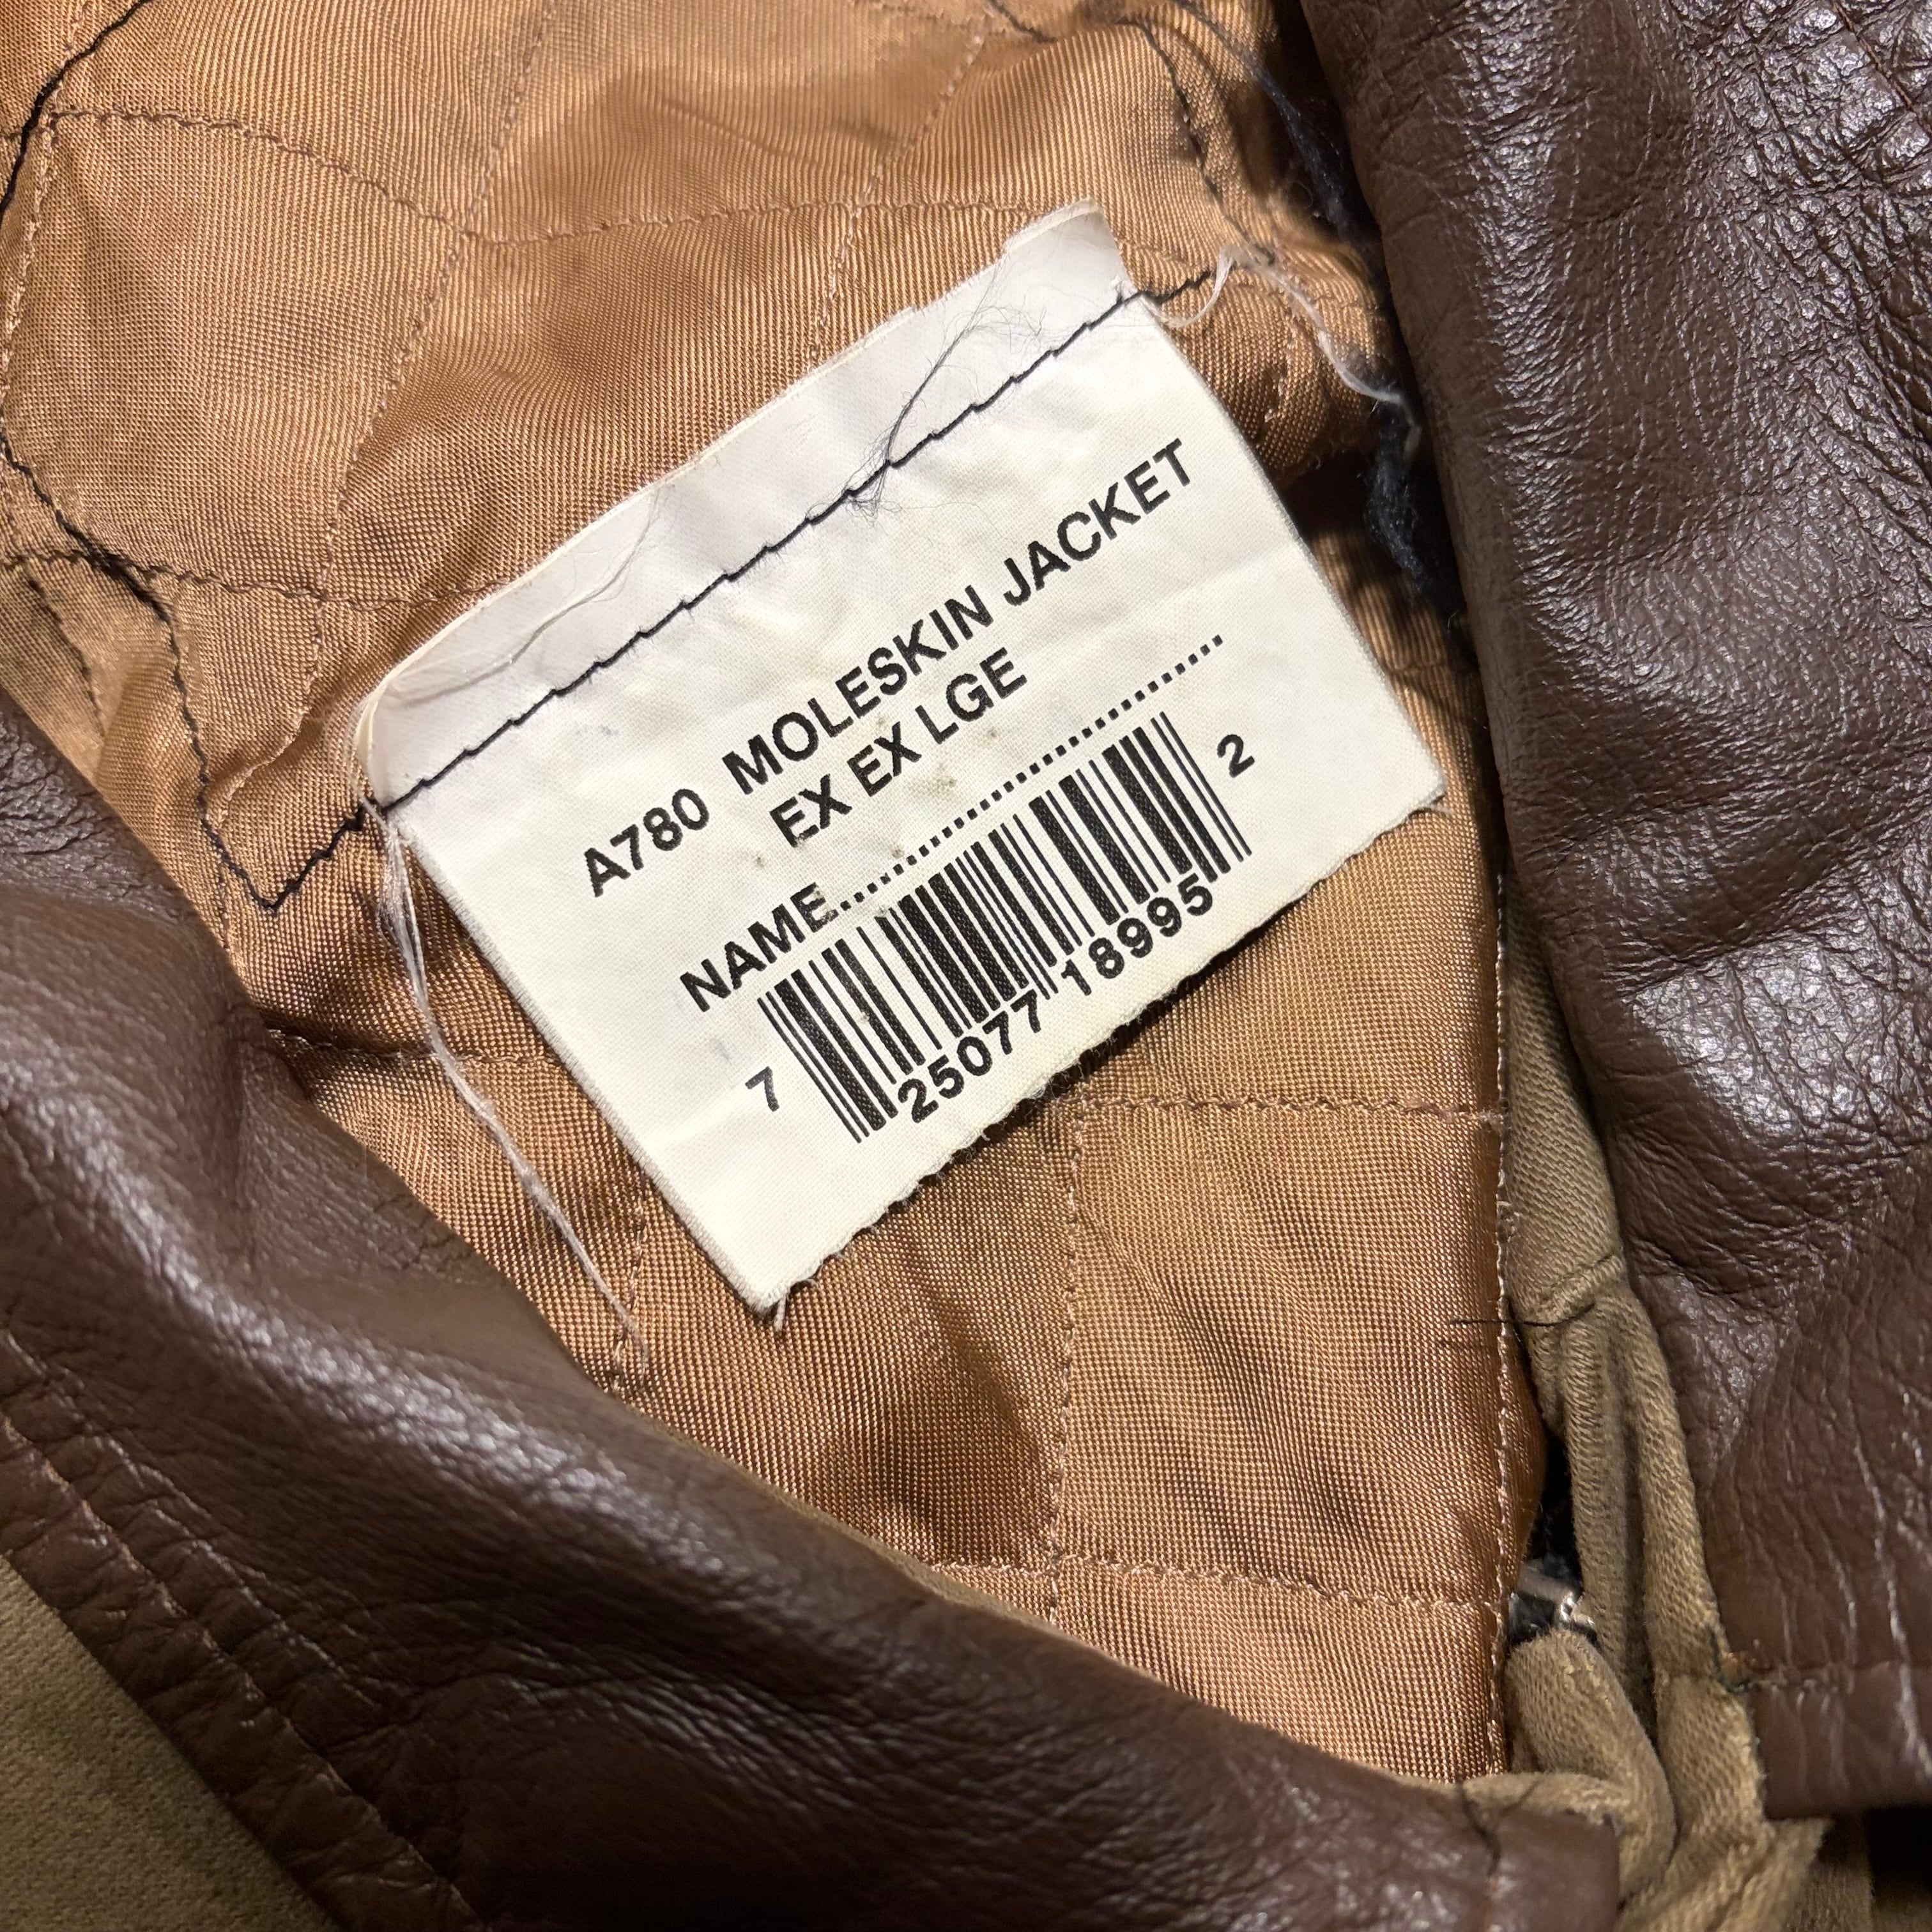 A780 MOLESKIN JACKET
EX EX LGE
NAME.............................................
7 25077 18995 2